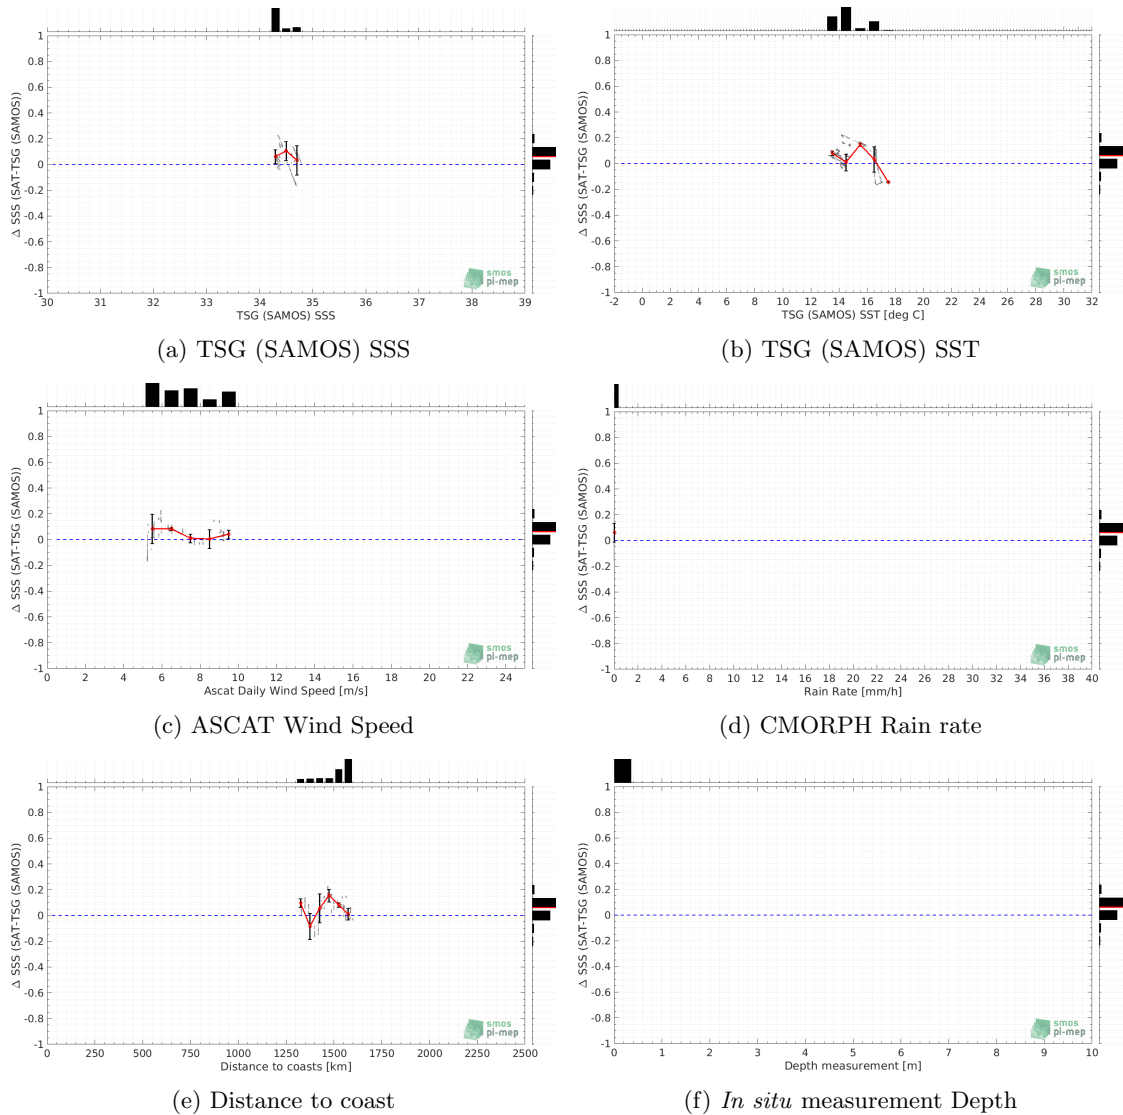 1
0.8
0.6
0.4
0.2
0
-0.2
-0.4
-0.6
-0.8
-1
Δ SSS (SAT-TSG (SAMOS))
smos
pi-mep
30 31 32 33 34 35 36 37 38 39
TSG (SAMOS) SSS
(a) TSG (SAMOS) SSS
1
0.8
0.6
0.4
0.2
0
-0.2
-0.4
-0.6
-0.8
-1
Δ SSS (SAT-TSG (SAMOS))
smos
pi-mep
-2 0 2 4 6 8 10 12 14 16 18 20 22 24 26 28 30 32
TSG (SAMOS) SST [deg C]
(b) TSG (SAMOS) SST
1
0.8
0.6
0.4
0.2
0
-0.2
-0.4
-0.6
-0.8
-1
Δ SSS (SAT-TSG (SAMOS))
smos
pi-mep
0 2 4 6 8 10 12 14 16 18 20 22 24
Ascat Daily Wind Speed [m/s]
(c) ASCAT Wind Speed
1
0.8
0.6
0.4
0.2
0
-0.2
-0.4
-0.6
-0.8
-1
Δ SSS (SAT-TSG (SAMOS))
smos
pi-mep
0 2 4 6 8 10 12 14 16 18 20 22 24 26 28 30 32 34 36 38 40
Rain Rate [mm/h]
(d) CMORPH Rain rate
1
0.8
0.6
0.4
0.2
0
-0.2
-0.4
-0.6
-0.8
-1
Δ SSS (SAT-TSG (SAMOS))
smos
pi-mep
0 250 500 750 1000 1250 1500 1750 2000 2250 2500
Distance to coasts [km]
(e) Distance to coast
1
0.8
0.6
0.4
0.2
0
-0.2
-0.4
-0.6
-0.8
-1
Δ SSS (SAT-TSG (SAMOS))
smos
pi-mep
0 1 2 3 4 5 6 7 8 9 10
Depth measurement [m]
(f) In situ measurement Depth